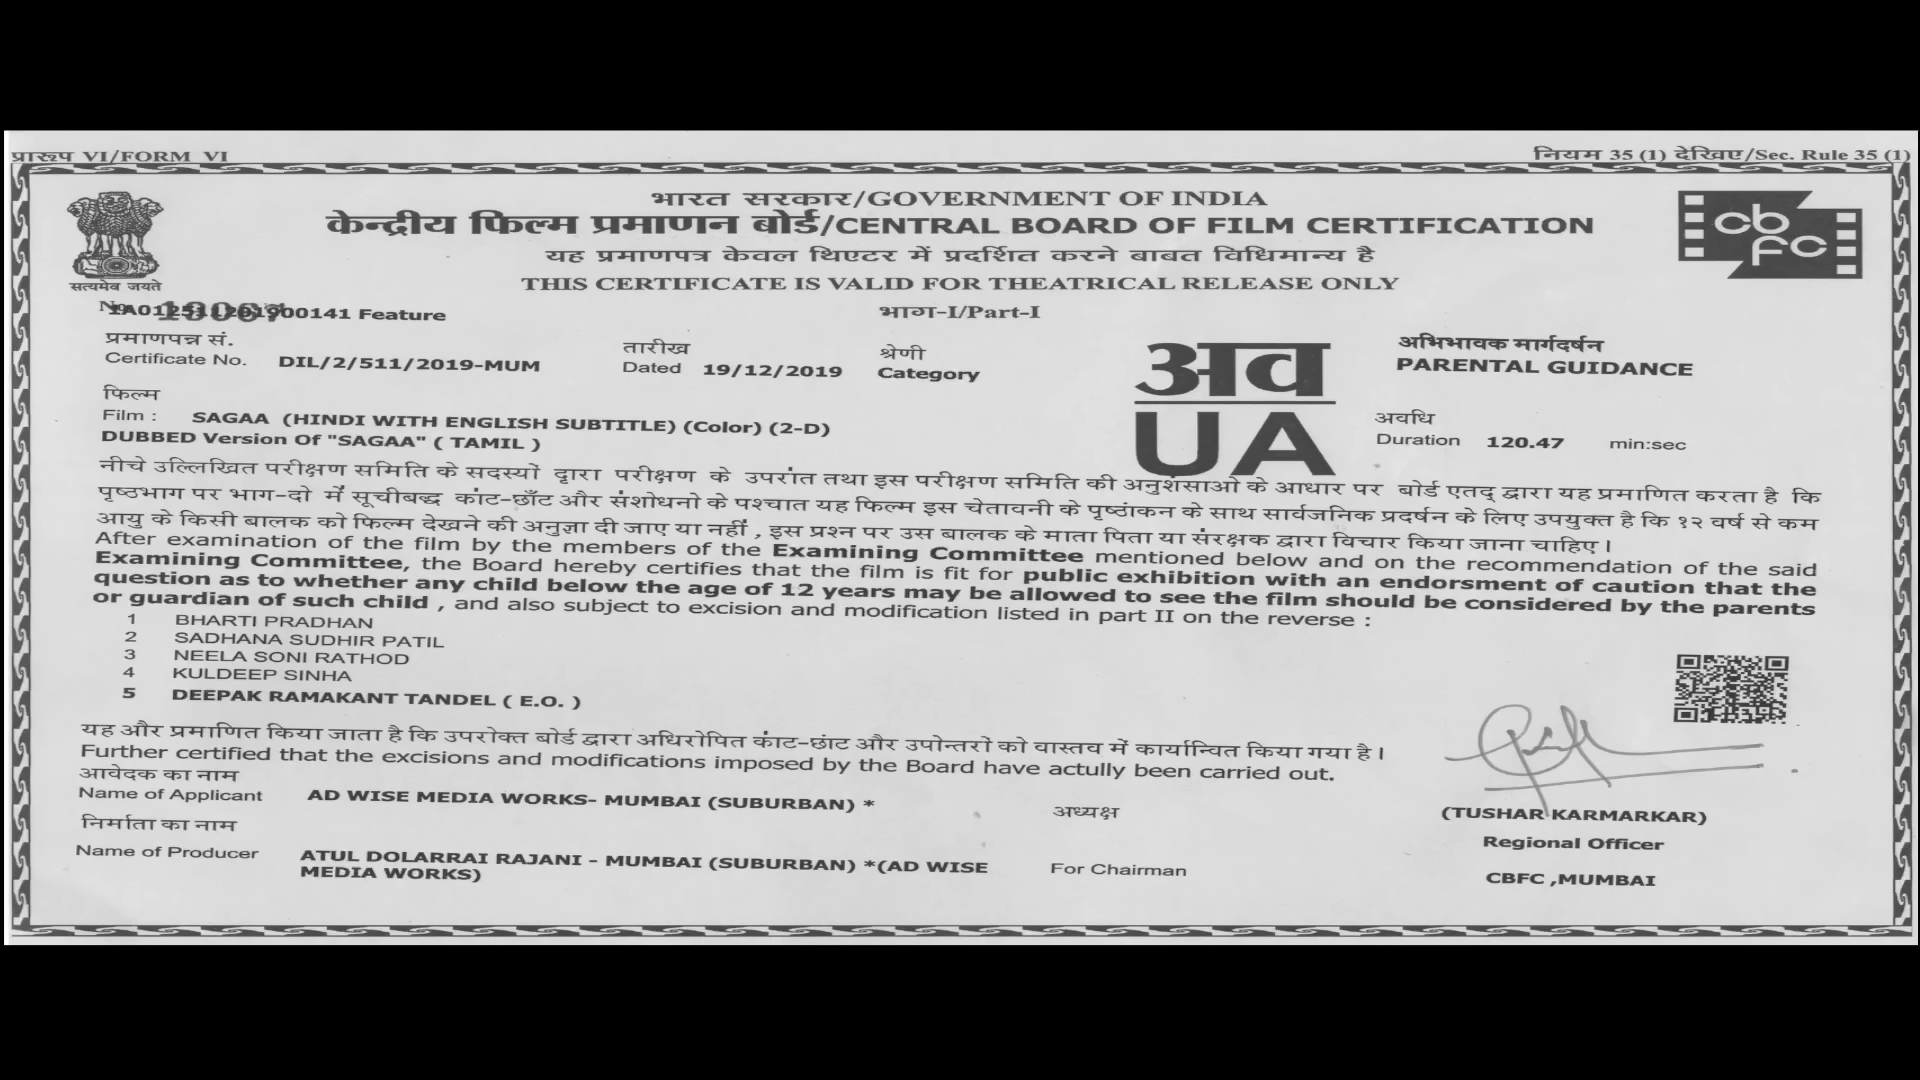 प्रारूप VI/FORM VI
नियम 35 (1) देखिए/Sec. Rule 35 (1)
भारत सरकार/GOVERNMENT OF INDIA
केन्द्रीय फिल्म प्रमाणन बोर्ड/CENTRAL BOARD OF FILM CERTIFICATION
cbfc
यह प्रमाणपत्र केवल थिएटर में प्रदर्शित करने बाबत विधिमान्य है
THIS CERTIFICATE IS VALID FOR THEATRICAL RELEASE ONLY
सत्यमेव जयते
No. Feature
भाग-I/Part-I
प्रमाणपत्र सं.
Certificate No. DIL/2/511/2019-MUM
तारीख
Dated 19/12/2019
श्रेणी
Category
अव
UA
अभिभावक मार्गदर्षन
PARENTAL GUIDANCE
फिल्म
Film : SAGAA (HINDI WITH ENGLISH SUBTITLE) (Color) (2-D)
DUBBED Version Of "SAGAA" ( TAMIL )
अवधि
Duration 120.47 min:sec
नीचे उल्लिखित परीक्षण समिति के सदस्यों द्वारा परीक्षण के उपरांत तथा इस परीक्षण समिति की अनुशंसाओ के आधार पर बोर्ड एतद् द्वारा यह प्रमाणित करता है कि
पृष्ठभाग पर भाग-दो में सूचीबद्ध कांट-छाँट और संशोधनो के पश्चात यह फिल्म इस चेतावनी के पृष्ठांकन के साथ सार्वजनिक प्रदर्षन के लिए उपयुक्त है कि १२ वर्ष से कम
आयु के किसी बालक को फिल्म देखने की अनुज्ञा दी जाए या नहीं , इस प्रश्न पर उस बालक के माता पिता या संरक्षक द्वारा विचार किया जाना चाहिए।
After examination of the film by the members of the Examining Committee mentioned below and on the recommendation of the said
Examining Committee, the Board hereby certifies that the film is fit for public exhibition with an endorsment of caution that the
question as to whether any child below the age of 12 years may be allowed to see the film should be considered by the parents
or guardian of such child , and also subject to excision and modification listed in part II on the reverse :
1 BHARTI PRADHAN
2 SADHANA SUDHIR PATIL
3 NEELA SONI RATHOD
4 KULDEEP SINHA
5 DEEPAK RAMAKANT TANDEL ( E.O. )
यह और प्रमाणित किया जाता है कि उपरोक्त बोर्ड द्वारा अधिरोपित कांट-छांट और उपोन्तरों को वास्तव में कार्यान्वित किया गया है।
Further certified that the excisions and modifications imposed by the Board have actully been carried out.
आवेदक का नाम
Name of Applicant AD WISE MEDIA WORKS- MUMBAI (SUBURBAN) *
अध्यक्ष
(TUSHAR KARMARKAR)
निर्माता का नाम
Regional Officer
Name of Producer ATUL DOLARRAI RAJANI - MUMBAI (SUBURBAN) *(AD WISE
MEDIA WORKS)
For Chairman
CBFC ,MUMBAI